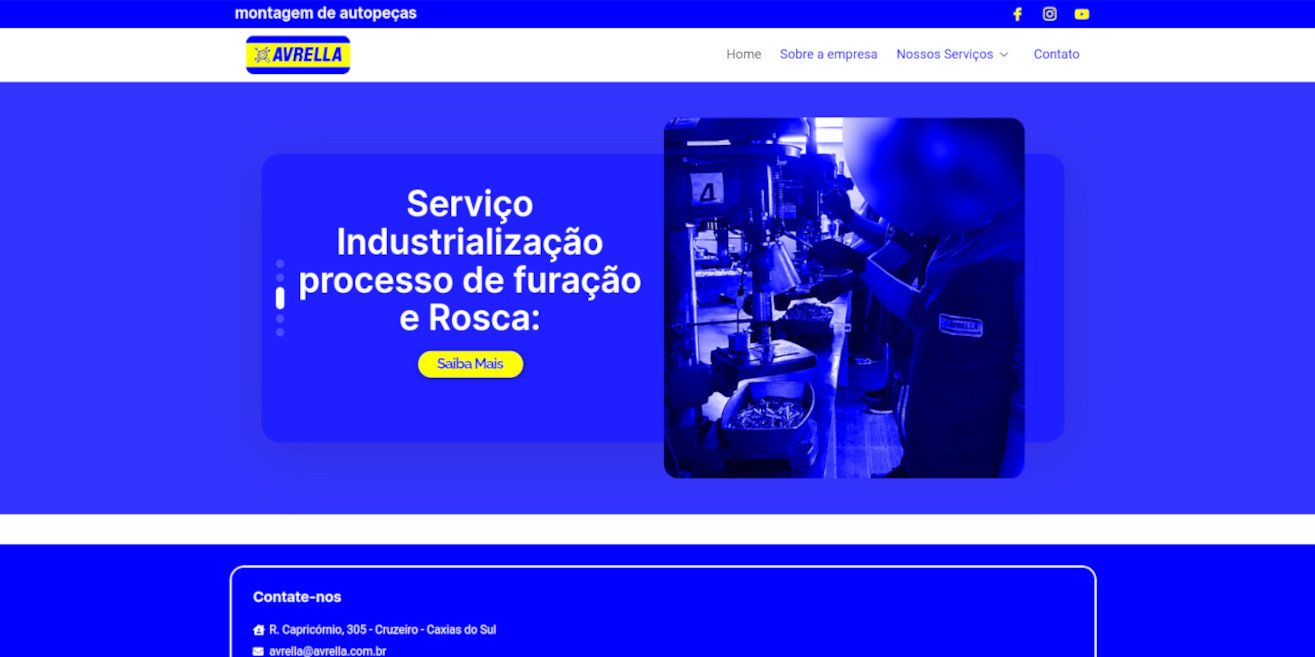 montagem de autopeças
AVRELLA
Home
Sobre a empresa
Nossos Serviços
Contato
4
Serviço
Industrialização
processo de furação
e Rosca:
Saiba Mais
AVRELLA
Contate-nos
R. Capricórnio, 305 - Cruzeiro - Caxias do Sul
avrella@avrella.com.br